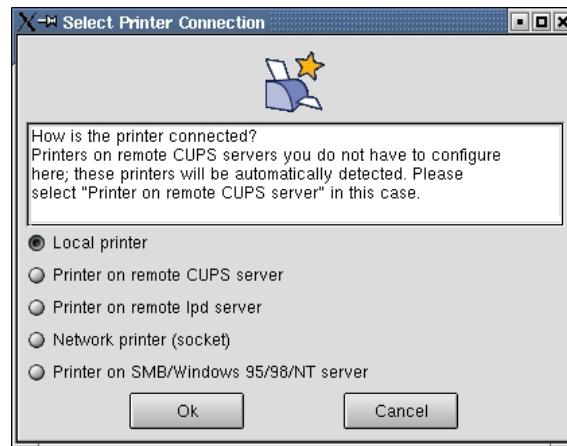 Select Printer Connection
How is the printer connected?
Printers on remote CUPS servers you do not have to configure
here; these printers will be automatically detected. Please
select "Printer on remote CUPS server" in this case.
Local printer
Printer on remote CUPS server
Printer on remote lpd server
Network printer (socket)
Printer on SMB/Windows 95/98/NT server
Ok
Cancel